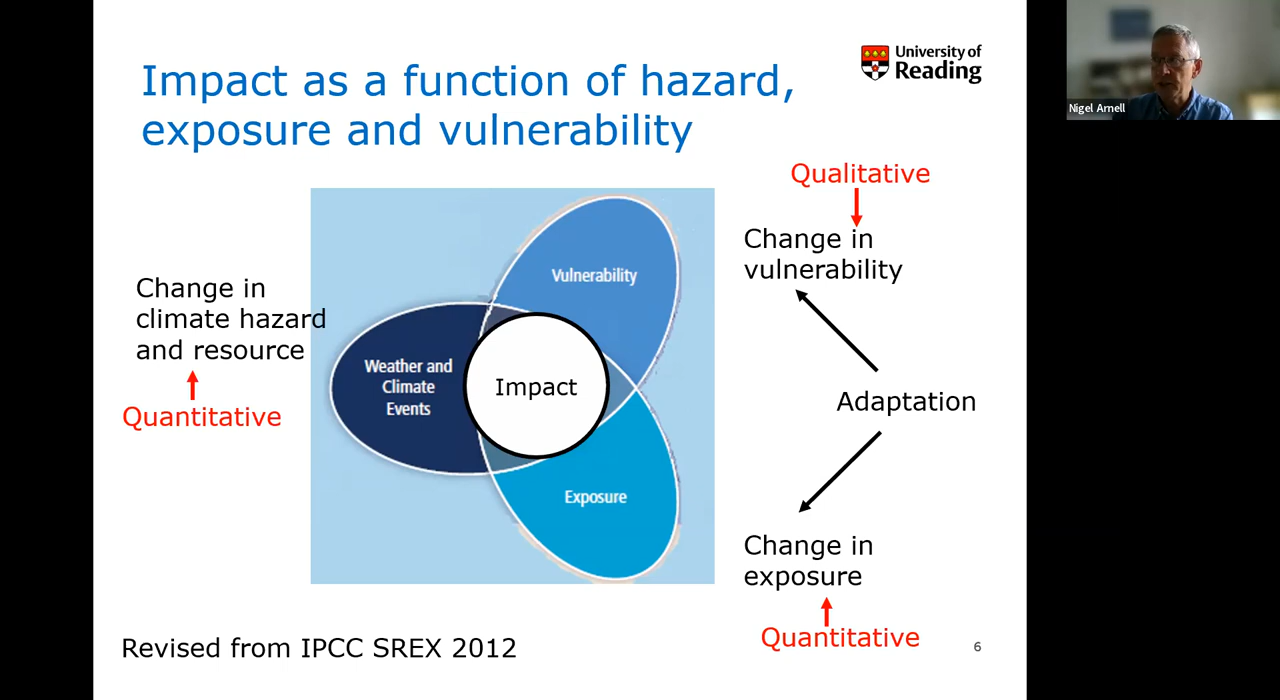 Impact as a function of hazard,
exposure and vulnerability
University of
Reading
Nigel Arnell
Qualitative
Change in
vulnerability
Vulnerability
Change in
climate hazard
and resource
Quantitative
Weather and
Climate
Events
Impact
Adaptation
Exposure
Change in
exposure
Quantitative
Revised from IPCC SREX 2012
6